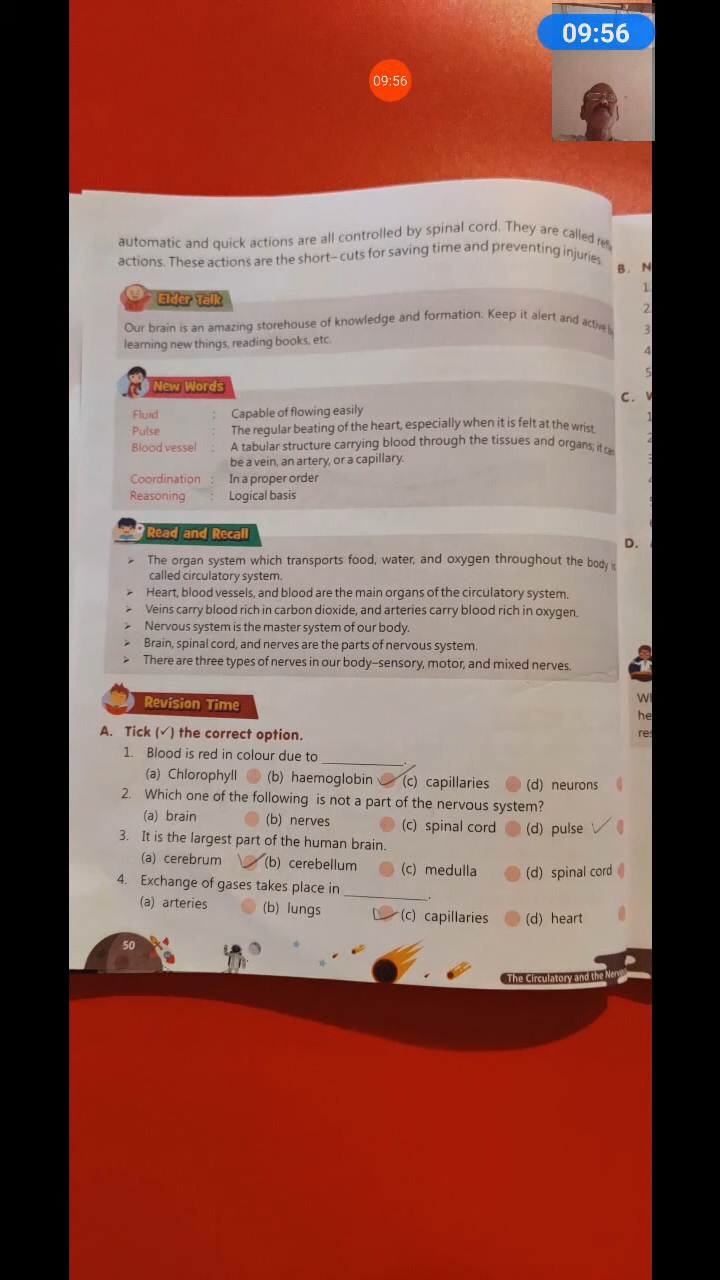 09:56
09:56
automatic and quick actions are all controlled by spinal cord. They are called
actions. These actions are the short-cuts for saving time and preventing injuries.
Elder Talk
Our brain is an amazing storehouse of knowledge and formation. Keep it alert and active
learning new things, reading books, etc.
New Words
Fluid : Capable of flowing easily
Pulse : The regular beating of the heart, especially when it is felt at the wrist.
Blood vessel : A tabular structure carrying blood through the tissues and organs; it can
be a vein, an artery, or a capillary.
Coordination : In a proper order
Reasoning : Logical basis
Read and Recall
➢ The organ system which transports food, water, and oxygen throughout the body is
called circulatory system.
➢ Heart, blood vessels, and blood are the main organs of the circulatory system.
➢ Veins carry blood rich in carbon dioxide, and arteries carry blood rich in oxygen.
➢ Nervous system is the master system of our body.
➢ Brain, spinal cord, and nerves are the parts of nervous system.
➢ There are three types of nerves in our body–sensory, motor, and mixed nerves.
Revision Time
A. Tick (✓) the correct option.
1. Blood is red in colour due to ____________.
(a) Chlorophyll (b) haemoglobin ✓ (c) capillaries (d) neurons
2. Which one of the following is not a part of the nervous system?
(a) brain (b) nerves (c) spinal cord (d) pulse ✓
3. It is the largest part of the human brain.
(a) cerebrum ✓ (b) cerebellum (c) medulla (d) spinal cord
4. Exchange of gases takes place in ____________.
(a) arteries (b) lungs ✓ (c) capillaries (d) heart
50
The Circulatory and the
B. N
1.
2.
3
4
5
C.
1
2
D.
W
he
res